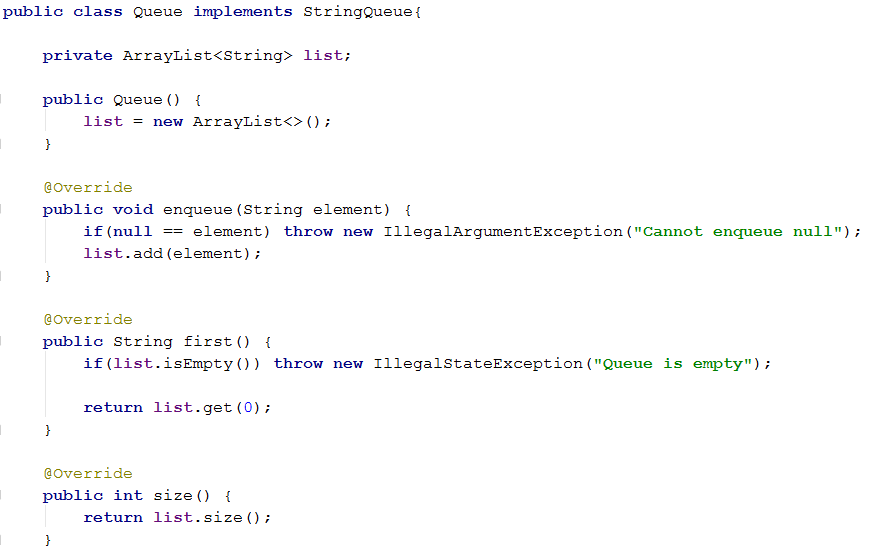 public class Queue implements StringQueue{
private ArrayList<String> list;
public Queue() {
list = new ArrayList<>();
}
@Override
public void enqueue(String element) {
if(null == element) throw new IllegalArgumentException("Cannot enqueue null");
list.add(element);
}
@Override
public String first() {
if(list.isEmpty()) throw new IllegalStateException("Queue is empty");
return list.get(0);
}
@Override
public int size() {
return list.size();
}